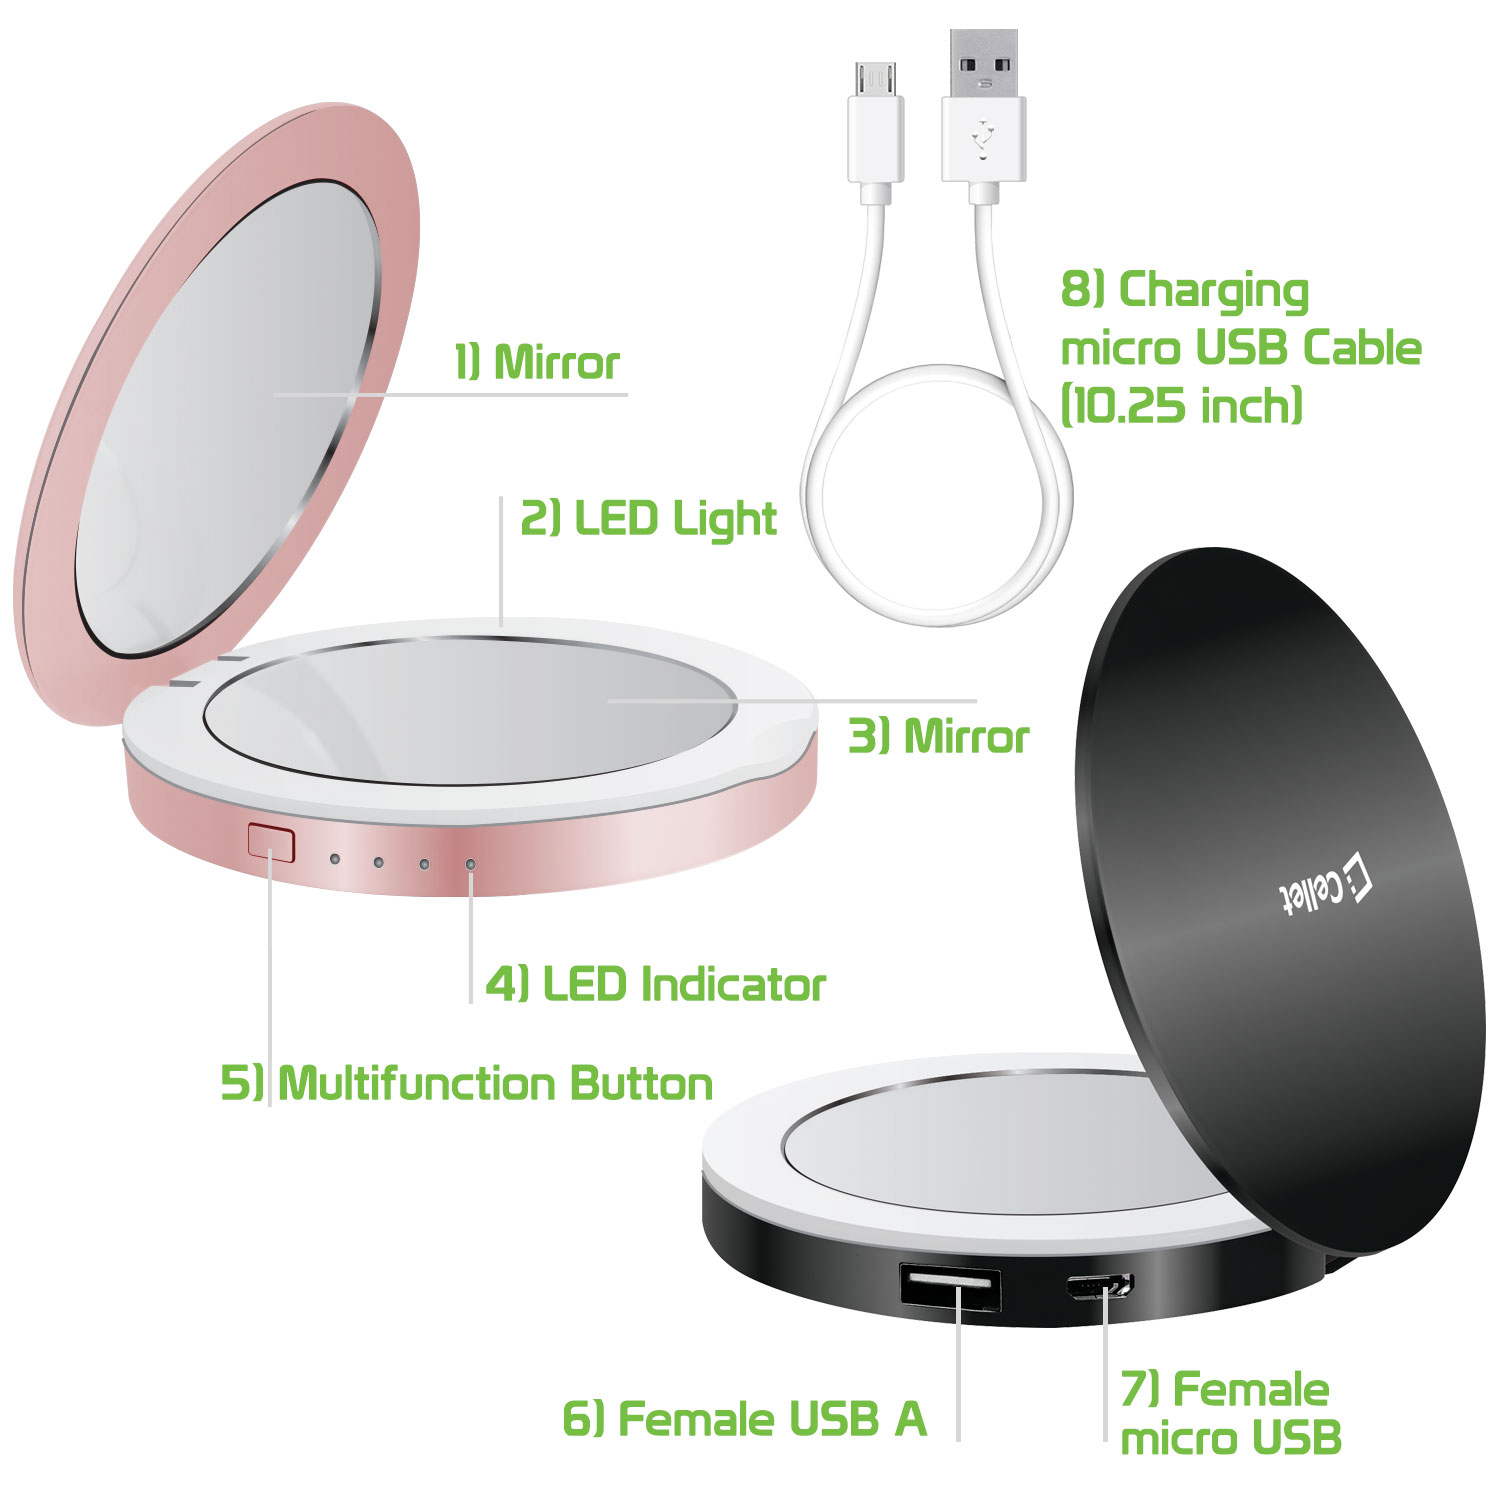 8) Charging
micro USB Cable
(10.25 inch)
1) Mirror
2) LED Light
3) Mirror
Cellet
4) LED Indicator
5) Multifunction Button
6) Female USB A
7) Female
micro USB